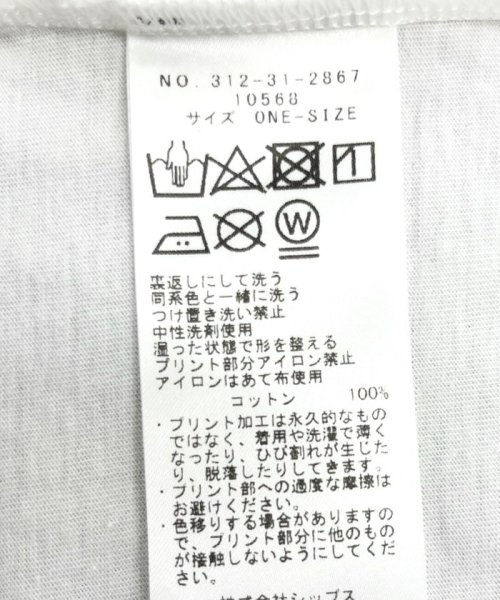 NO. 312-31-2867
10568
サイズ ONE-SIZE
W
裏返しにして洗う
同系色と一緒に洗う
つけ置き洗い禁止
中性洗剤使用
湿った状態で形を整える
プリント部分アイロン禁止
アイロンはあて布使用
コットン 100%
・プリント加工は永久的なもの
ではなく、着用や洗濯で薄く
なったり、ひび割れが生じた
り、脱落したりしてきます。
・プリント部への過度な摩擦は
お避けください。
・色移りする場合がありますの
で、プリント部分に他のもの
が接触しないようにしてくだ
さい。
株式会社シップス